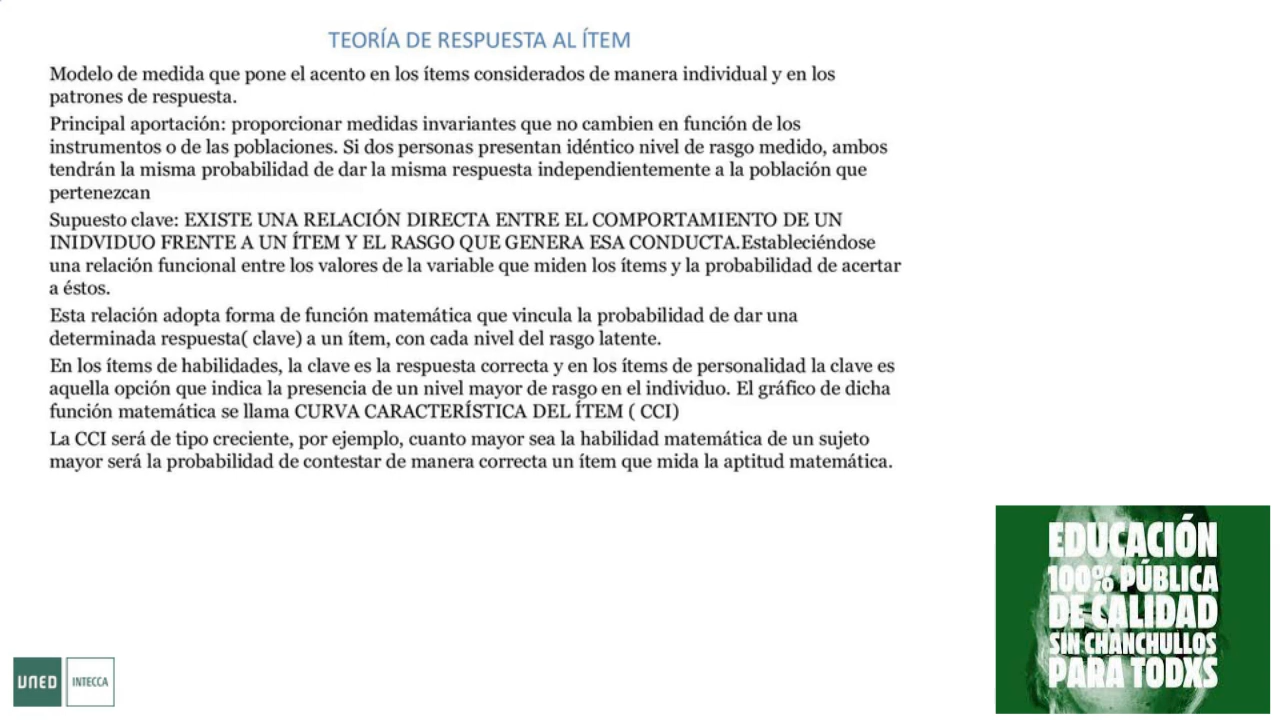 TEORÍA DE RESPUESTA AL ÍTEM
Modelo de medida que pone el acento en los ítems considerados de manera individual y en los
patrones de respuesta.
Principal aportación: proporcionar medidas invariantes que no cambien en función de los
instrumentos o de las poblaciones. Si dos personas presentan idéntico nivel de rasgo medido, ambos
tendrán la misma probabilidad de dar la misma respuesta independientemente a la población que
pertenezcan
Supuesto clave: EXISTE UNA RELACIÓN DIRECTA ENTRE EL COMPORTAMIENTO DE UN
INIDVIDUO FRENTE A UN ÍTEM Y EL RASGO QUE GENERA ESA CONDUCTA.Estableciéndose
una relación funcional entre los valores de la variable que miden los ítems y la probabilidad de acertar
a éstos.
Esta relación adopta forma de función matemática que vincula la probabilidad de dar una
determinada respuesta( clave) a un ítem, con cada nivel del rasgo latente.
En los ítems de habilidades, la clave es la respuesta correcta y en los ítems de personalidad la clave es
aquella opción que indica la presencia de un nivel mayor de rasgo en el individuo. El gráfico de dicha
función matemática se llama CURVA CARACTERÍSTICA DEL ÍTEM ( CCI)
La CCI será de tipo creciente, por ejemplo, cuanto mayor sea la habilidad matemática de un sujeto
mayor será la probabilidad de contestar de manera correcta un ítem que mida la aptitud matemática.
EDUCACIÓN
100% PÚBLICA
DE CALIDAD
SIN CHANCHULLOS
PARA TODXS
UNED INTECCA